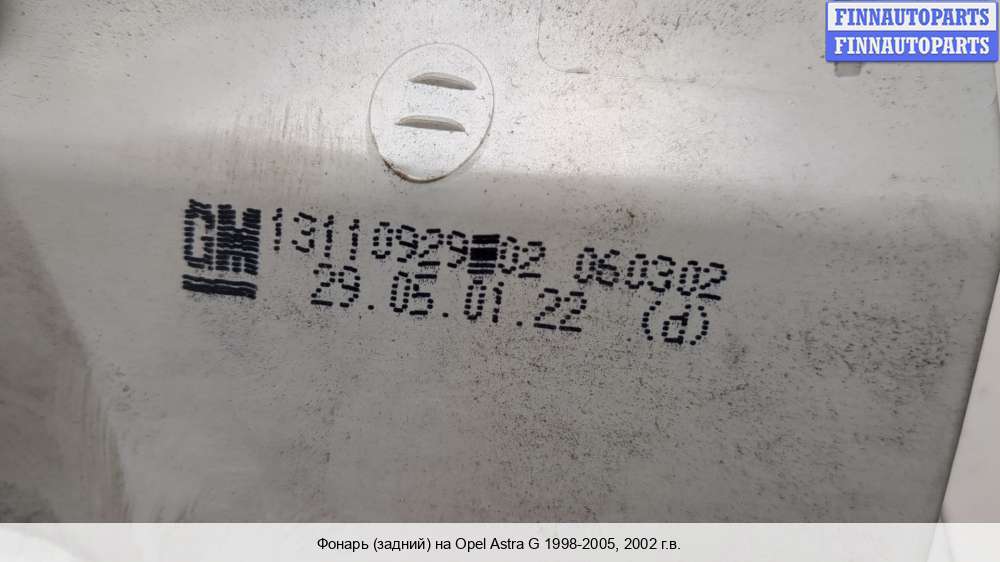 FINNAUTOPARTS
FINNAUTOPARTS
GM 13110929 02 060302
29.05.01.22 (d)
Фонарь (задний) на Opel Astra G 1998-2005, 2002 г.в.